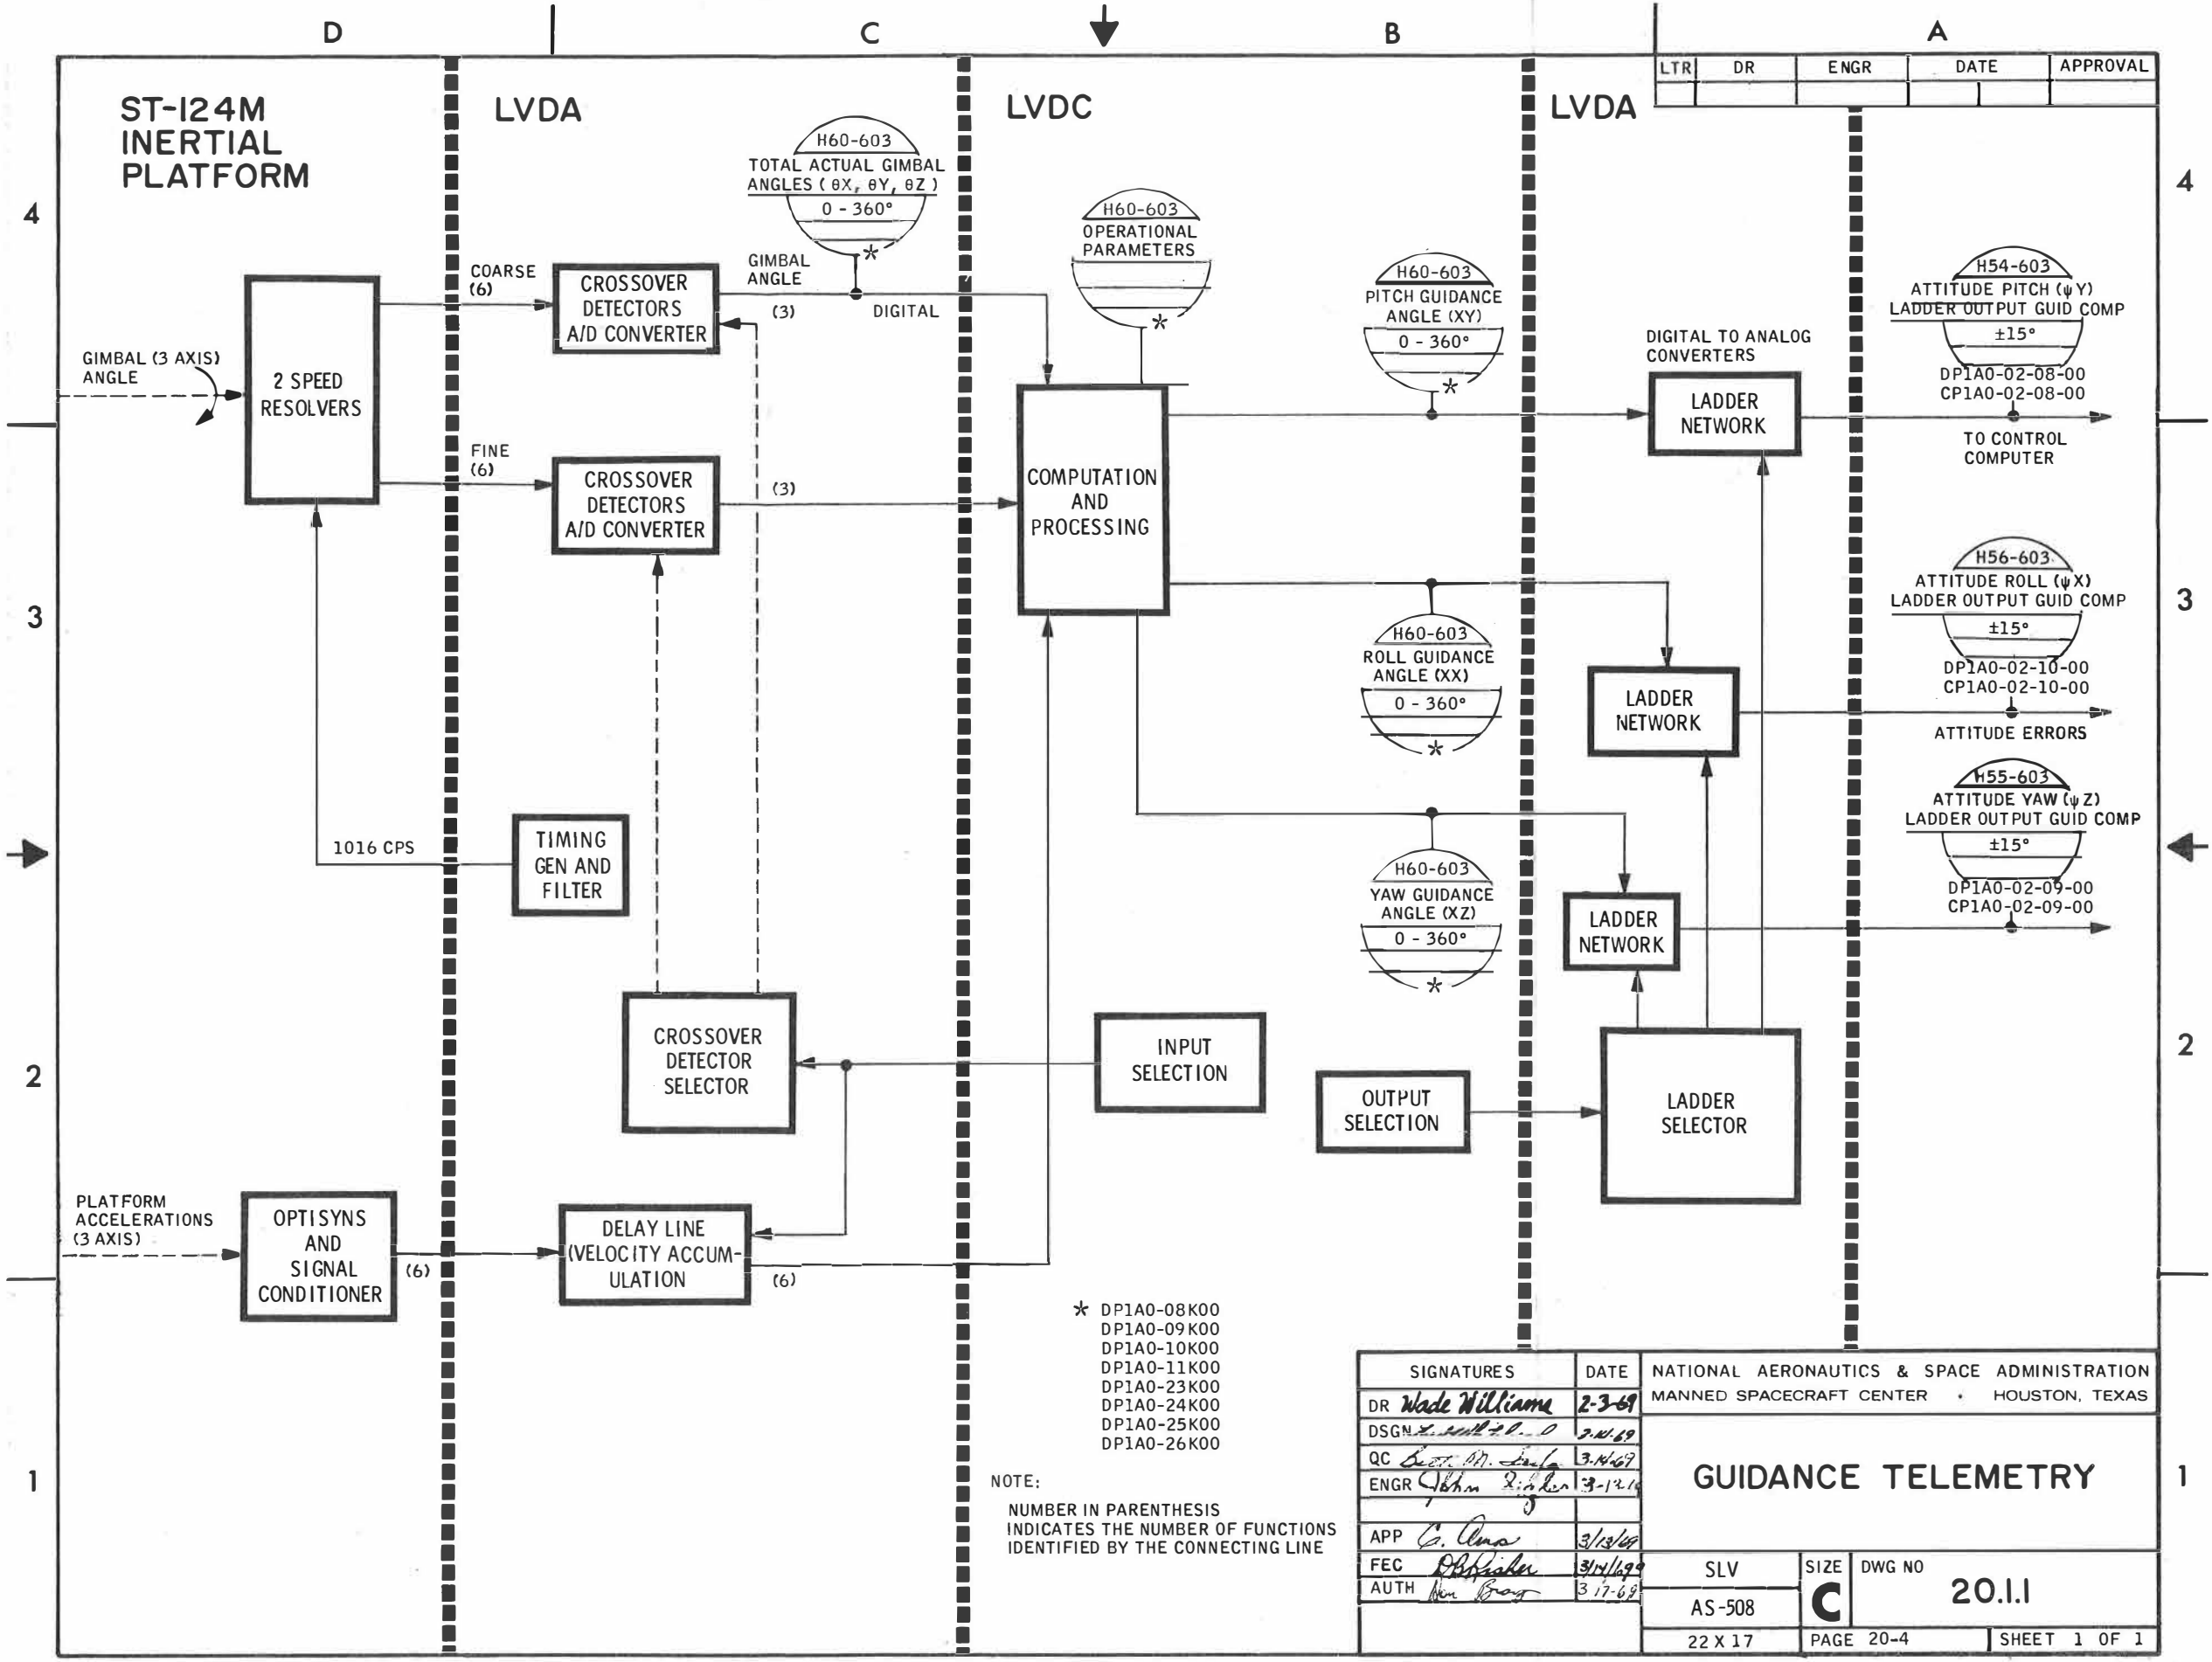 D
C
B
A
LTR DR ENGR DATE APPROVAL
ST-124M
INERTIAL
PLATFORM
LVDA
LVDC
LVDA
4
4
H60-603
TOTAL ACTUAL GIMBAL
ANGLES ( θX, θY, θZ )
0 - 360°
*
H60-603
OPERATIONAL
PARAMETERS
*
H60-603
PITCH GUIDANCE
ANGLE (XY)
0 - 360°
*
H54-603
ATTITUDE PITCH (ψY)
LADDER OUTPUT GUID COMP
±15°
DP1A0-02-08-00
CP1A0-02-08-00
TO CONTROL
COMPUTER
GIMBAL (3 AXIS)
ANGLE
2 SPEED
RESOLVERS
COARSE
(6)
CROSSOVER
DETECTORS
A/D CONVERTER
GIMBAL
ANGLE
(3)
DIGITAL
DIGITAL TO ANALOG
CONVERTERS
LADDER
NETWORK
FINE
(6)
CROSSOVER
DETECTORS
A/D CONVERTER
(3)
COMPUTATION
AND
PROCESSING
3
3
H60-603
ROLL GUIDANCE
ANGLE (XX)
0 - 360°
*
LADDER
NETWORK
H56-603
ATTITUDE ROLL (ψX)
LADDER OUTPUT GUID COMP
±15°
DP1A0-02-10-00
CP1A0-02-10-00
ATTITUDE ERRORS
1016 CPS
TIMING
GEN AND
FILTER
H60-603
YAW GUIDANCE
ANGLE (XZ)
0 - 360°
*
LADDER
NETWORK
H55-603
ATTITUDE YAW (ψZ)
LADDER OUTPUT GUID COMP
±15°
DP1A0-02-09-00
CP1A0-02-09-00
2
2
CROSSOVER
DETECTOR
SELECTOR
INPUT
SELECTION
OUTPUT
SELECTION
LADDER
SELECTOR
PLATFORM
ACCELERATIONS
(3 AXIS)
OPTISYNS
AND
SIGNAL
CONDITIONER
(6)
DELAY LINE
(VELOCITY ACCUM-
ULATION
(6)
* DP1A0-08K00
DP1A0-09K00
DP1A0-10K00
DP1A0-11K00
DP1A0-23K00
DP1A0-24K00
DP1A0-25K00
DP1A0-26K00
1
1
NOTE:
NUMBER IN PARENTHESIS
INDICATES THE NUMBER OF FUNCTIONS
IDENTIFIED BY THE CONNECTING LINE
SIGNATURES DATE
DR Wade Williams 2-3-69
DSGN
QC 3-14-69
ENGR John
APP 3/13/69
FEC
AUTH 3-17-69
NATIONAL AERONAUTICS & SPACE ADMINISTRATION
MANNED SPACECRAFT CENTER • HOUSTON, TEXAS
GUIDANCE TELEMETRY
SLV
AS-508
SIZE
C
DWG NO
20.1.1
22 X 17
PAGE 20-4
SHEET 1 OF 1